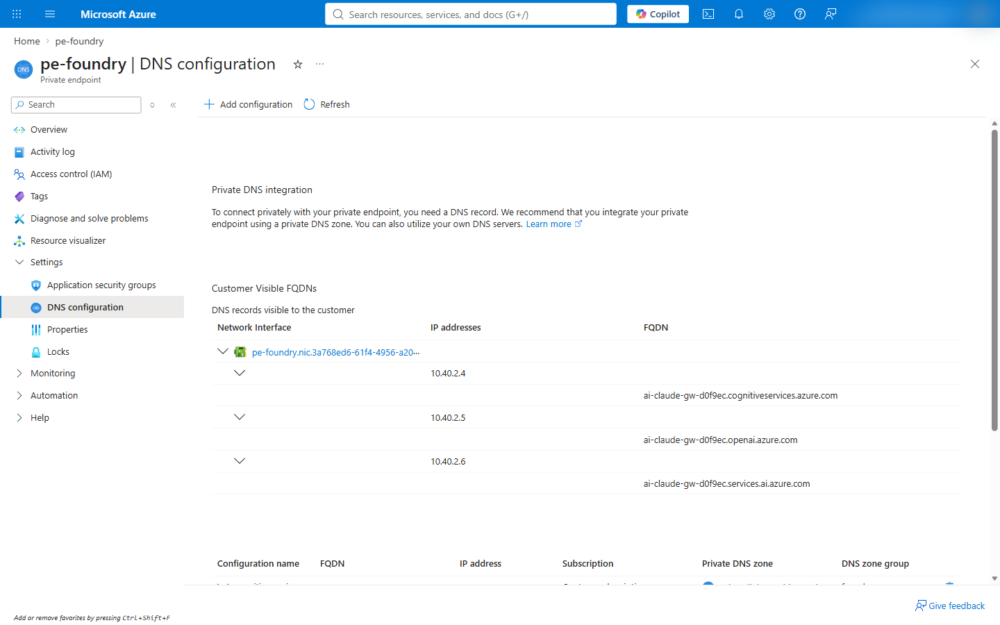 Microsoft Azure
Search resources, services, and docs (G+/)
Copilot
Home > pe-foundry
DNS
pe-foundry | DNS configuration
Private endpoint
Search
Add configuration
Refresh
Overview
Activity log
Access control (IAM)
Tags
Diagnose and solve problems
Resource visualizer
Settings
Application security groups
DNS configuration
Properties
Locks
Monitoring
Automation
Help
Private DNS integration
To connect privately with your private endpoint, you need a DNS record. We recommend that you integrate your private
endpoint using a private DNS zone. You can also utilize your own DNS servers. Learn more
Customer Visible FQDNs
DNS records visible to the customer
Network Interface IP addresses FQDN
pe-foundry.nic.3a768ed6-61f4-4956-a20...
10.40.2.4
ai-claude-gw-d0f9ec.cognitiveservices.azure.com
10.40.2.5
ai-claude-gw-d0f9ec.openai.azure.com
10.40.2.6
ai-claude-gw-d0f9ec.services.ai.azure.com
Configuration name FQDN IP address Subscription Private DNS zone DNS zone group
Give feedback
Add or remove favorites by pressing Ctrl+Shift+F